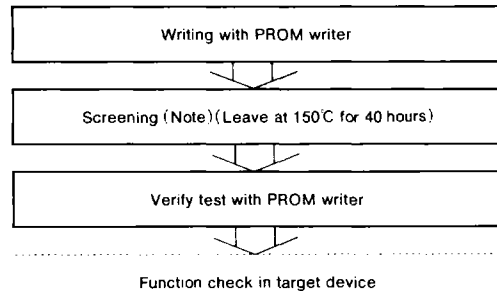 Writing with PROM writer
Screening (Note) (Leave at 150℃ for 40 hours)
Verify test with PROM writer
Function check in target device